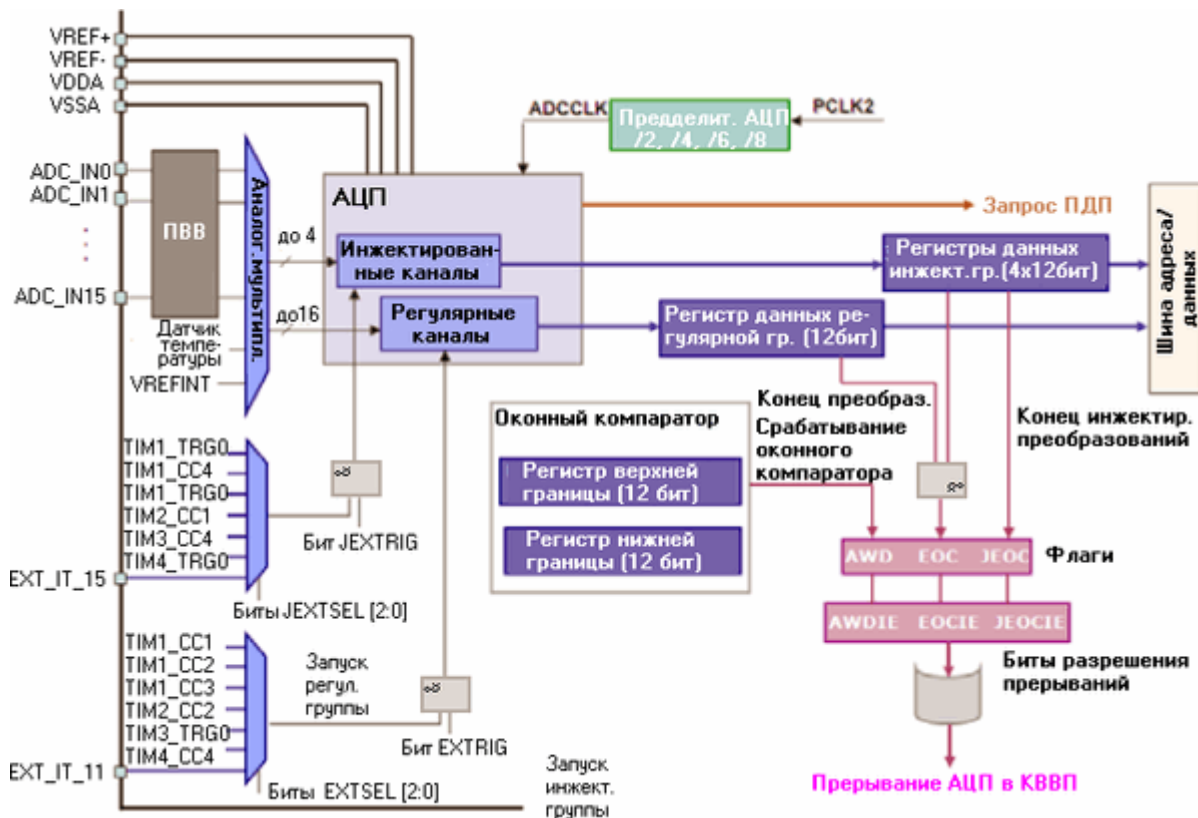 VREF+
VREF-
VDDA
VSSA
ADCCLK
PCLK2
Предделит. АЦП
/2, /4, /6, /8
ADC_IN0
ADC_IN1
ADC_IN15
ПВВ
Аналог.мультипл.
Датчик
темпе-
ратуры
VREFINT
до 4
до16
АЦП
Инжектирован-
ные каналы
Регулярные
каналы
Запрос ПДП
Регистры данных
инжект.гр.(4х12бит)
Регистр данных ре-
гулярной гр. (12бит)
Шина адреса/
данных
Оконный компаратор
Регистр верхней
границы (12 бит)
Регистр нижней
границы (12 бит)
Конец преобраз.
Срабатывание
оконного
компаратора
Конец инжектир.
преобразований
AWD EOC JEOC
Флаги
AWDIE EOCIE JEOCIE
Биты разрешения
прерываний
Прерывание АЦП в КВВП
TIM1_TRG0
TIM1_CC4
TIM1_TRG0
TIM2_CC1
TIM3_CC4
TIM4_TRG0
EXT_IT_15
Бит JEXTRIG
Биты JEXTSEL [2:0]
TIM1_CC1
TIM1_CC2
TIM1_CC3
TIM2_CC2
TIM3_TRG0
TIM4_CC4
EXT_IT_11
Запуск
регул.
группы
Бит EXTRIG
Биты EXTSEL [2:0]
Запуск
инжект.
группы